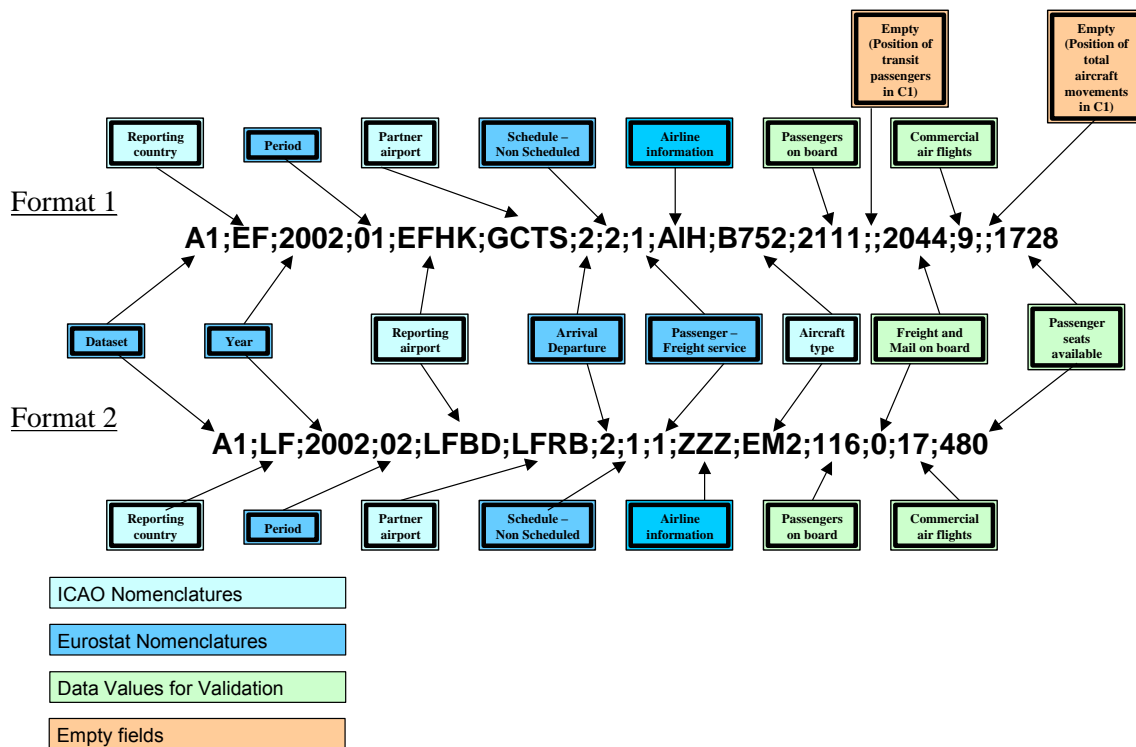 Empty
(Position of
transit
passengers
in C1)
Empty
(Position of
total
aircraft
movements
in C1)
Reporting
country
Period
Partner
airport
Schedule –
Non Scheduled
Airline
information
Passengers
on board
Commercial
air flights
Format 1
A1;EF;2002;01;EFHK;GCTS;2;2;1;AIH;B752;2111;;2044;9;;1728
Dataset
Year
Reporting
airport
Arrival
Departure
Passenger –
Freight service
Aircraft
type
Freight and
Mail on board
Passenger
seats
available
Format 2
A1;LF;2002;02;LFBD;LFRB;2;1;1;ZZZ;EM2;116;0;17;480
Reporting
country
Period
Partner
airport
Schedule –
Non Scheduled
Airline
information
Passengers
on board
Commercial
air flights
ICAO Nomenclatures
Eurostat Nomenclatures
Data Values for Validation
Empty fields